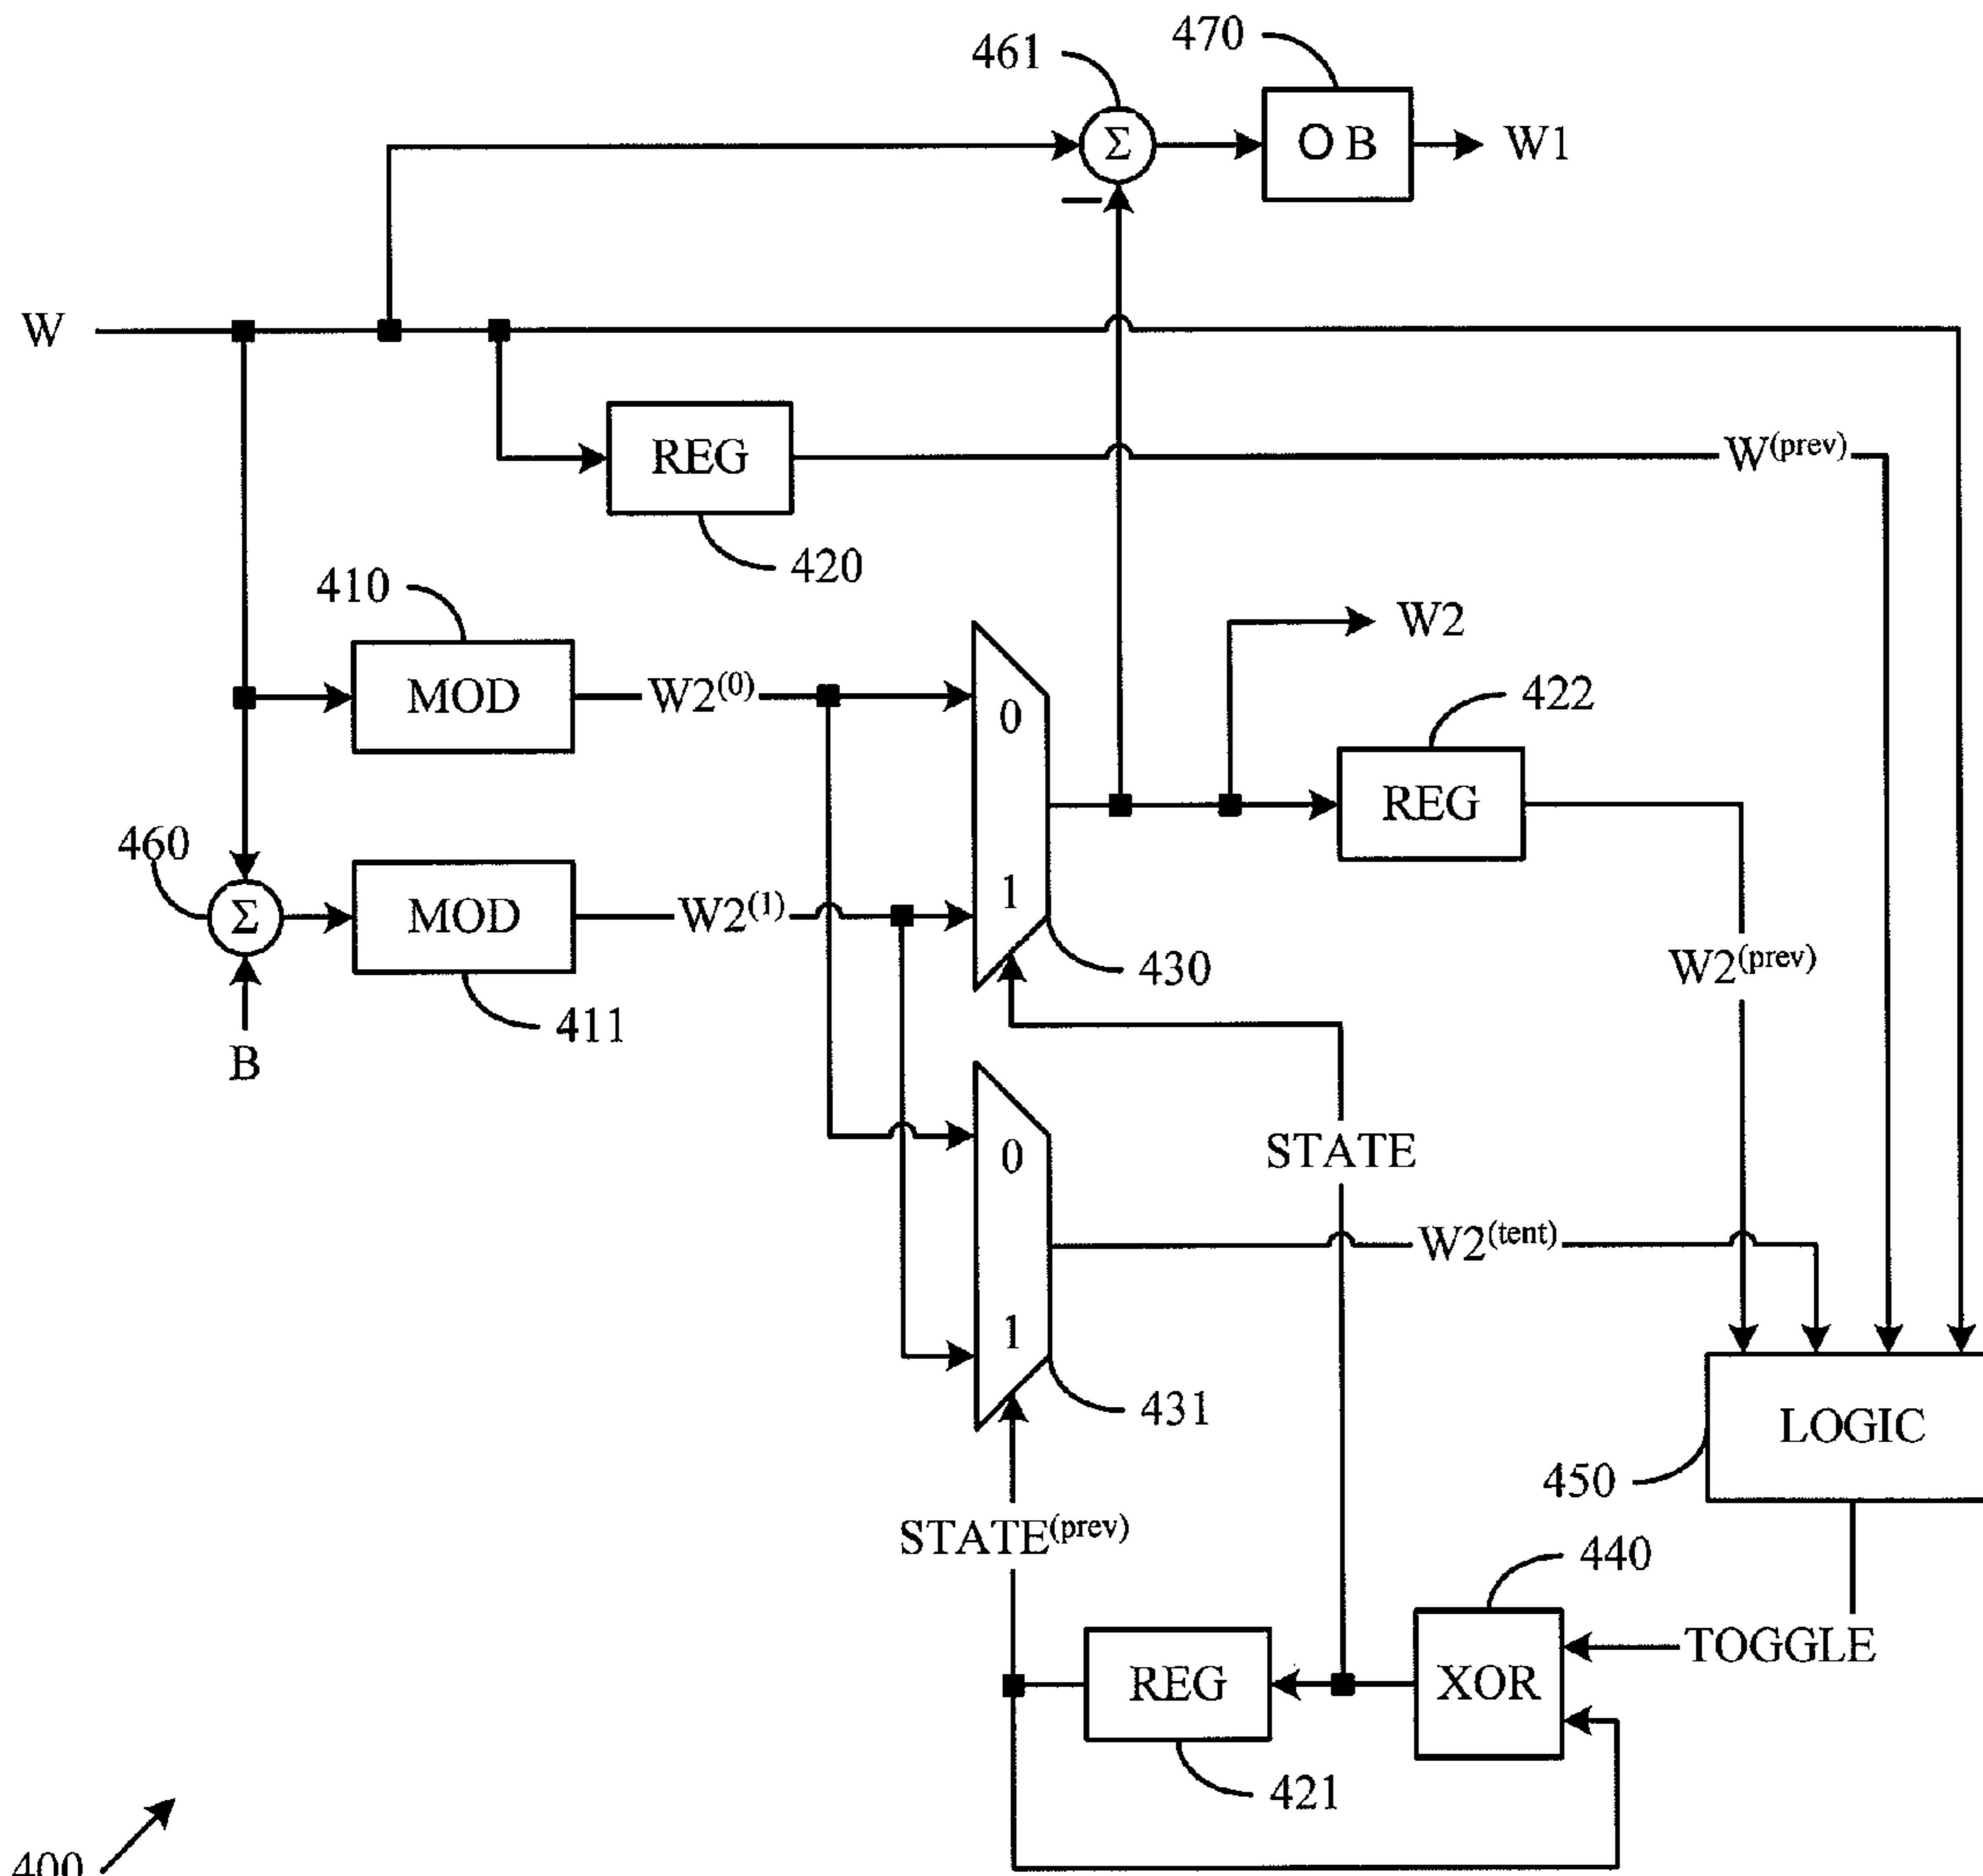 461
470
Σ
O B
W1
W
REG
W(prev)
420
410
W2
MOD
W2(0)
0
422
REG
460
Σ
MOD
W2(1)
1
430
W2(prev)
411
B
0
STATE
W2(tent)
1
431
LOGIC
450
STATE(prev)
440
TOGGLE
REG
XOR
421
400